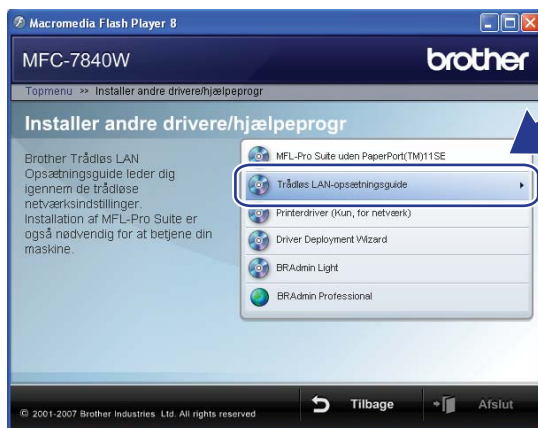 Macromedia Flash Player 8
MFC-7840W
brother
Topmenu >> Installer andre drivere/hjælpeprogr
Installer andre drivere/hjælpeprogr
Brother Trådløs LAN
Opsætningsguide leder dig
igennem de trådløse
netværksindstillinger.
Installation af MFL-Pro Suite er
også nødvendig for at betjene din
maskine.
MFL-Pro Suite uden PaperPort(TM)11SE
Trådløs LAN-opsætningsguide
Printerdriver (Kun, for netværk)
Driver Deployment Wizard
BRAdmin Light
BRAdmin Professional
© 2001-2007 Brother Industries Ltd. All rights reserved
Tilbage
Afslut